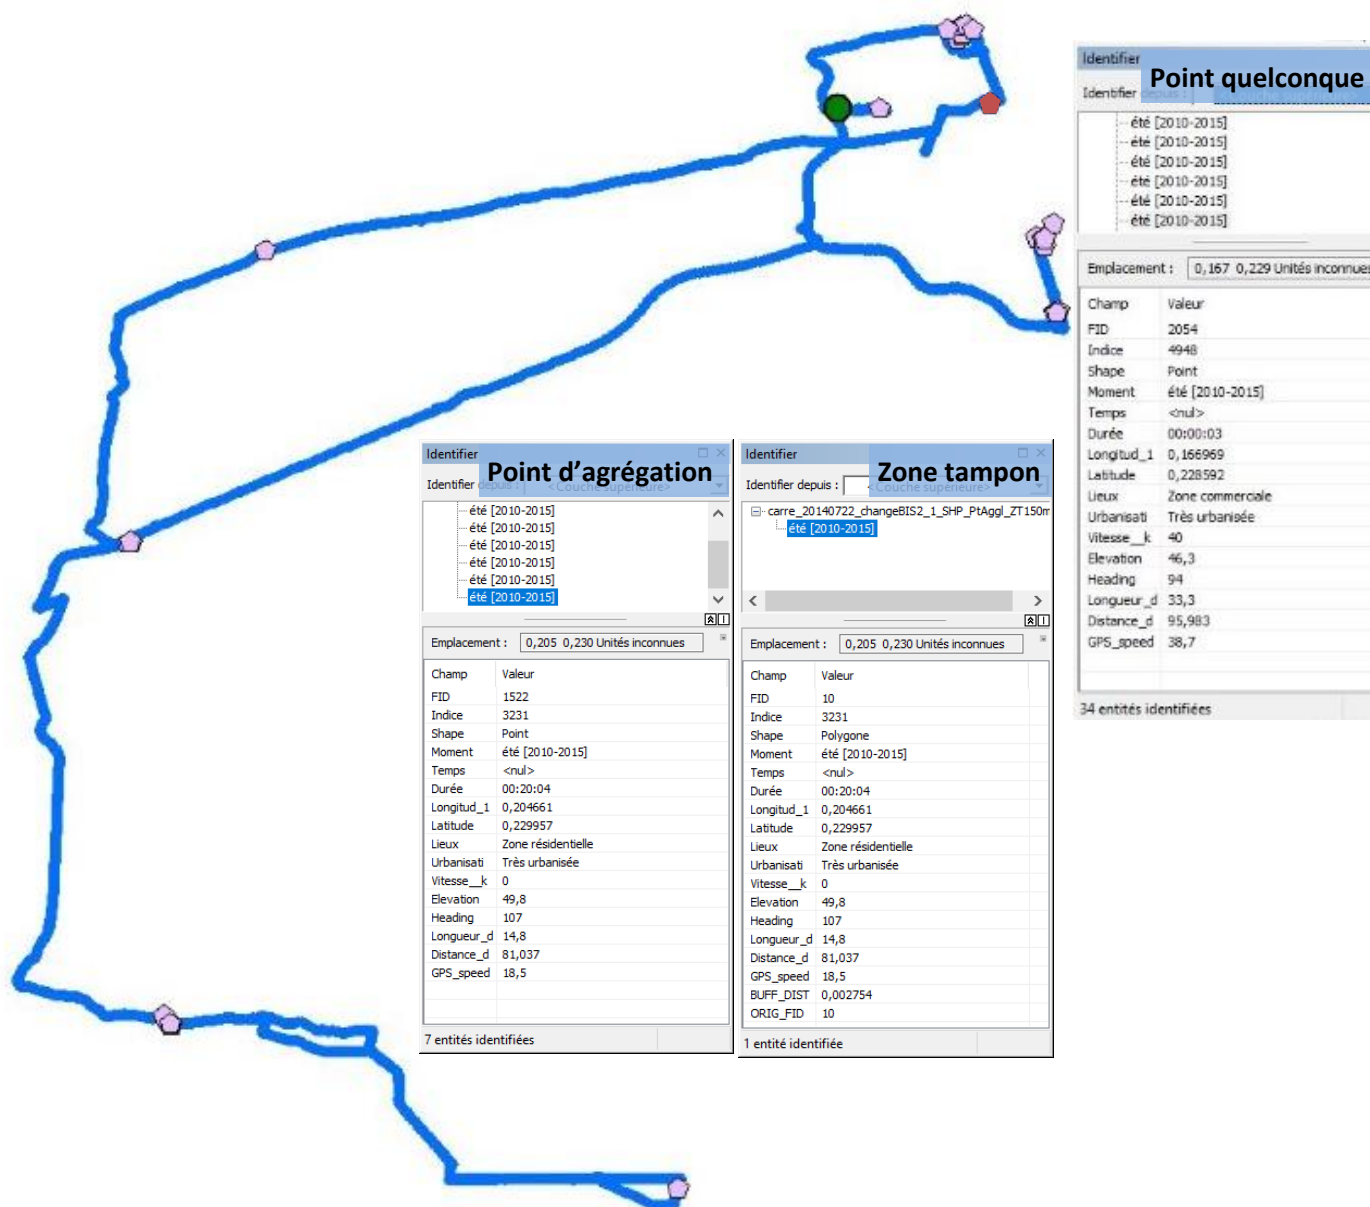 Identifier
Point quelconque
Identifier
été [2010-2015]
été [2010-2015]
été [2010-2015]
été [2010-2015]
été [2010-2015]
été [2010-2015]
Emplacement : 0,167 0,229 Unités inconnues
Champ Valeur
FID 2054
Indice 4948
Shape Point
Moment été [2010-2015]
Temps <nul>
Durée 00:00:03
Longitud_1 0,166969
Latitude 0,228592
Lieux Zone commerciale
Urbanisati Très urbanisée
Vitesse__k 40
Elevation 46,3
Heading 94
Longueur_d 33,3
Distance_d 95,983
GPS_speed 38,7
34 entités identifiées
Identifier
Point d’agrégation
Identifier depuis : <Couche supérieure>
été [2010-2015]
été [2010-2015]
été [2010-2015]
été [2010-2015]
été [2010-2015]
été [2010-2015]
Emplacement : 0,205 0,230 Unités inconnues
Champ Valeur
FID 1522
Indice 3231
Shape Point
Moment été [2010-2015]
Temps <nul>
Durée 00:20:04
Longitud_1 0,204661
Latitude 0,229957
Lieux Zone résidentielle
Urbanisati Très urbanisée
Vitesse__k 0
Elevation 49,8
Heading 107
Longueur_d 14,8
Distance_d 81,037
GPS_speed 18,5
7 entités identifiées
Identifier
Zone tampon
Identifier depuis : <Couche supérieure>
carre_20140722_changeBIS2_1_SHP_PtAggl_ZT150m
été [2010-2015]
Emplacement : 0,205 0,230 Unités inconnues
Champ Valeur
FID 10
Indice 3231
Shape Polygone
Moment été [2010-2015]
Temps <nul>
Durée 00:20:04
Longitud_1 0,204661
Latitude 0,229957
Lieux Zone résidentielle
Urbanisati Très urbanisée
Vitesse__k 0
Elevation 49,8
Heading 107
Longueur_d 14,8
Distance_d 81,037
GPS_speed 18,5
BUFF_DIST 0,002754
ORIG_FID 10
1 entité identifiée